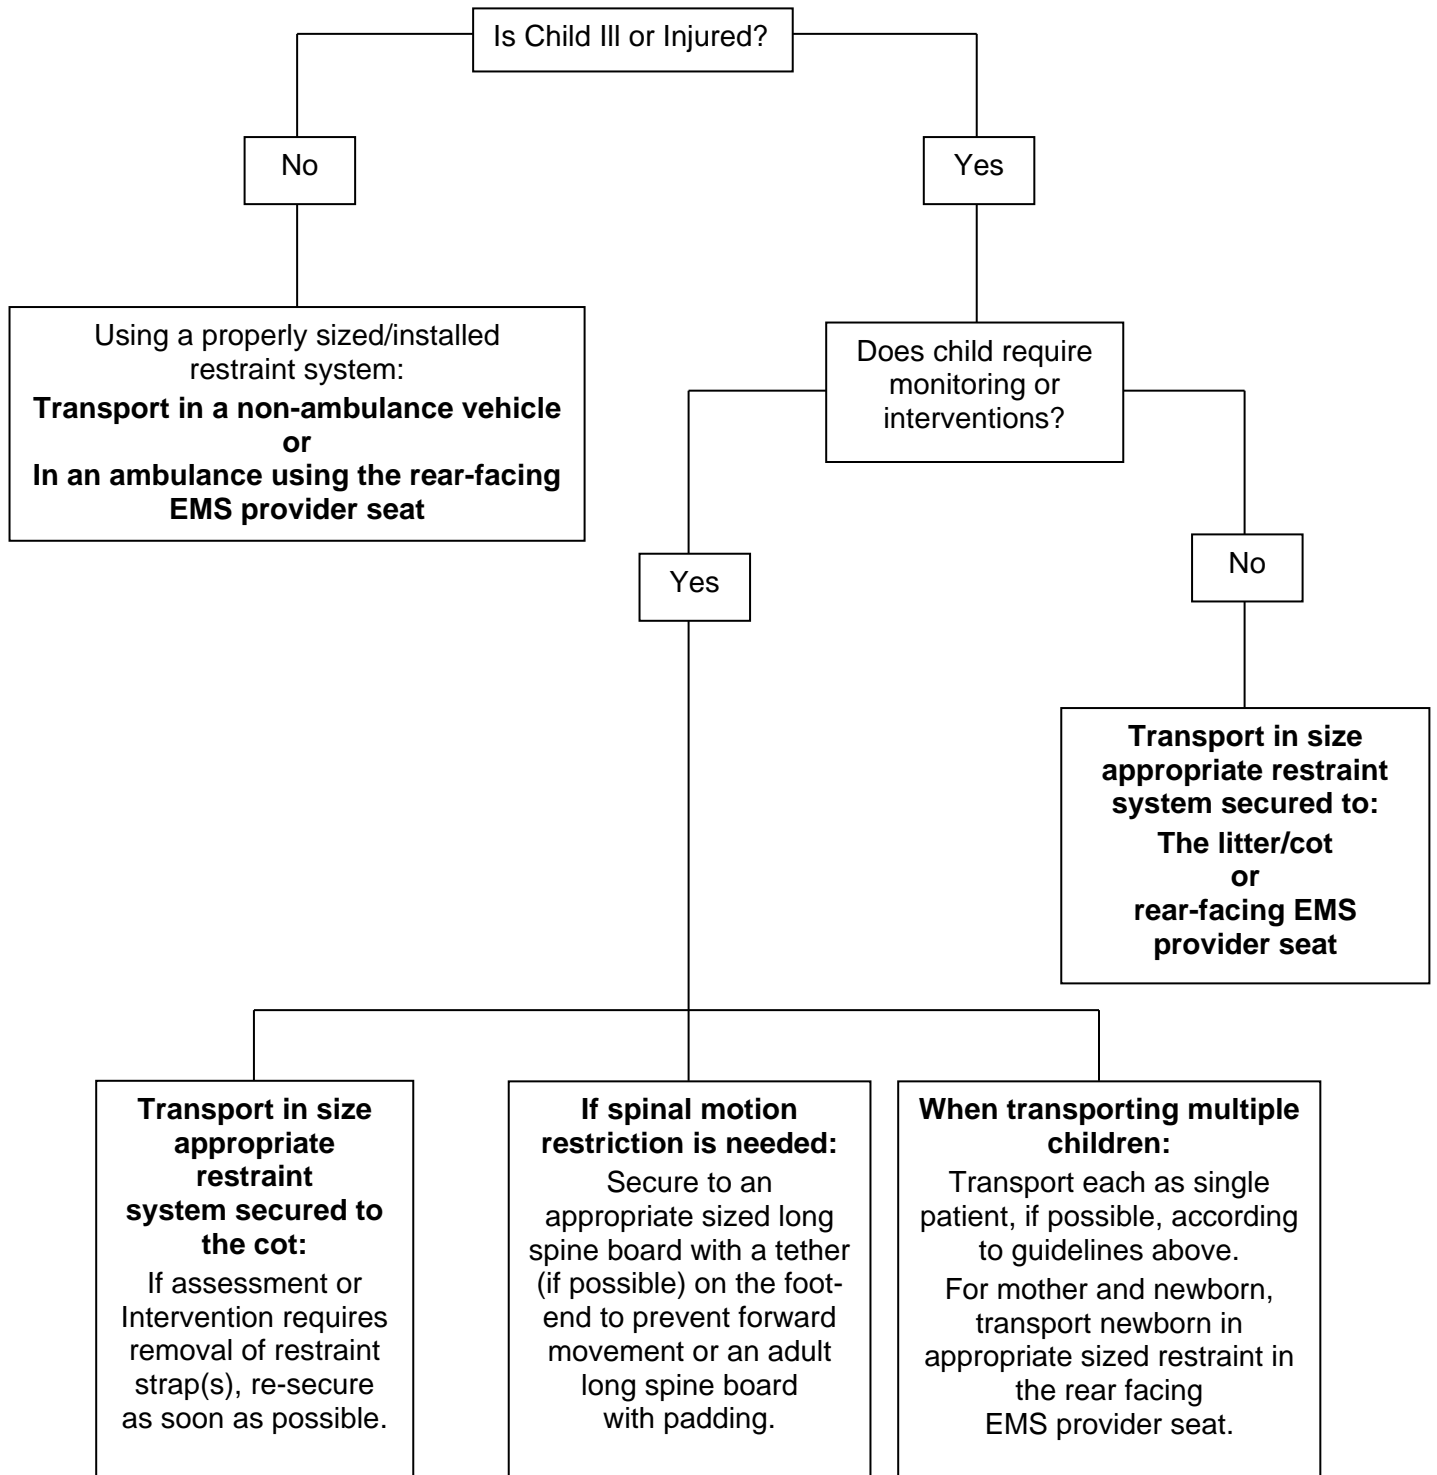 Is Child Ill or Injured?
No
Yes
Using a properly sized/installed
restraint system:
Transport in a non-ambulance vehicle
or
In an ambulance using the rear-facing
EMS provider seat
Does child require
monitoring or
interventions?
Yes
No
Transport in size
appropriate restraint
system secured to:
The litter/cot
or
rear-facing EMS
provider seat
Transport in size
appropriate
restraint
system secured to
the cot:
If assessment or
Intervention requires
removal of restraint
strap(s), re-secure
as soon as possible.
If spinal motion
restriction is needed:
Secure to an
appropriate sized long
spine board with a tether
(if possible) on the foot-
end to prevent forward
movement or an adult
long spine board
with padding.
When transporting multiple
children:
Transport each as single
patient, if possible, according
to guidelines above.
For mother and newborn,
transport newborn in
appropriate sized restraint in
the rear facing
EMS provider seat.